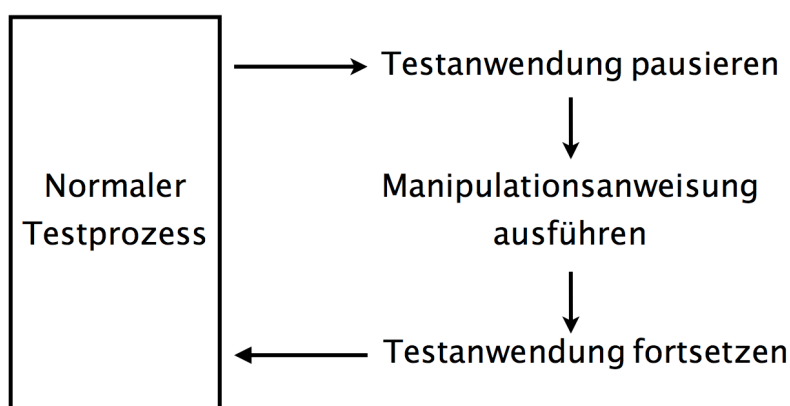 Normaler
Testprozess
Testanwendung pausieren
Manipulationsanweisung
ausführen
Testanwendung fortsetzen